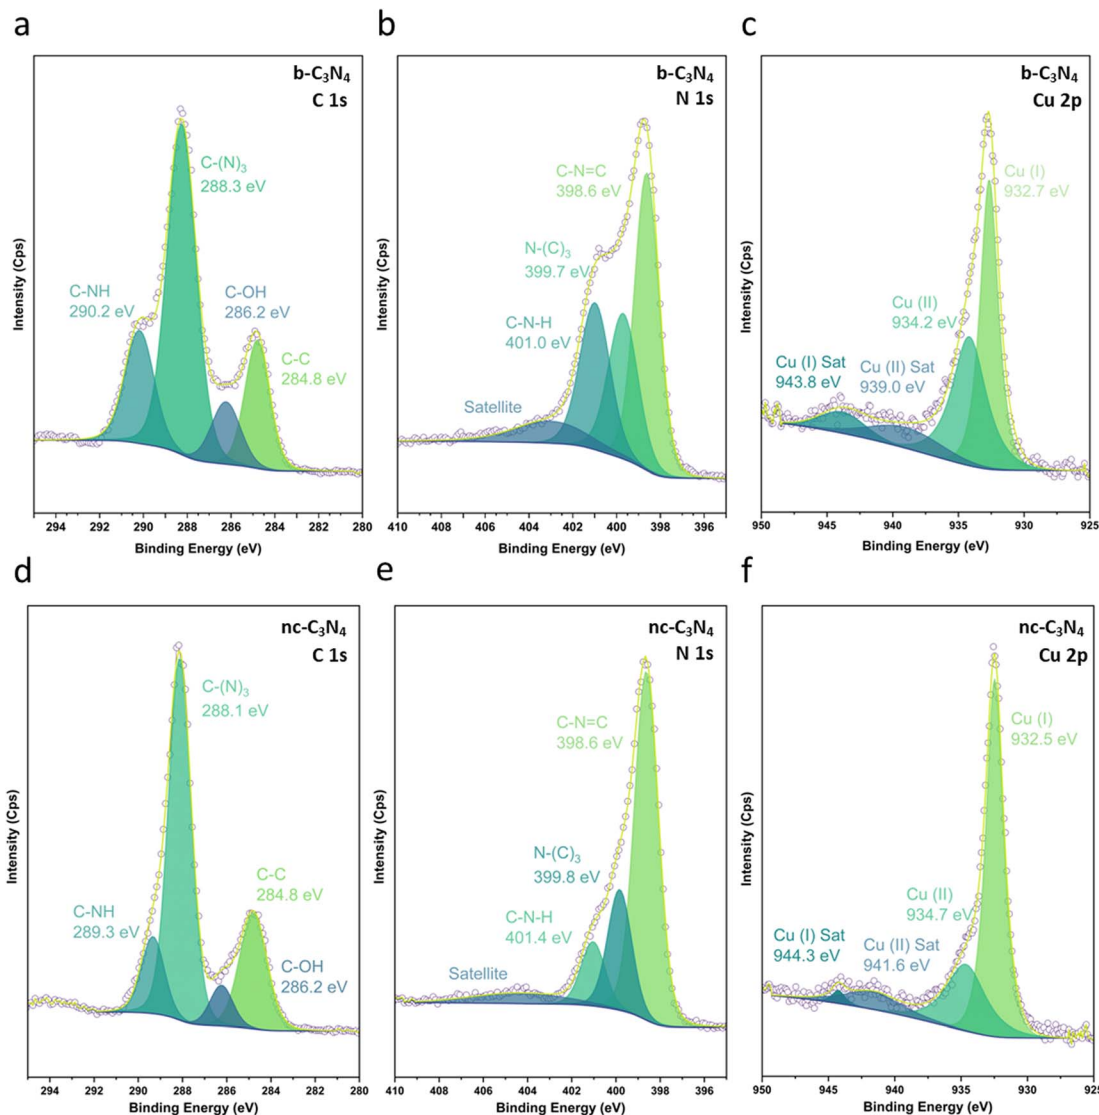 a
b-C₃N₄
C 1s
C-(N)₃
288.3 eV
C-NH
290.2 eV
C-OH
286.2 eV
C-C
284.8 eV
Intensity (Cps)
294 292 290 288 286 284 282 280
Binding Energy (eV)
b
b-C₃N₄
N 1s
C-N=C
398.6 eV
N-(C)₃
399.7 eV
C-N-H
401.0 eV
Satellite
Intensity (Cps)
410 408 406 404 402 400 398 396
Binding Energy (eV)
c
b-C₃N₄
Cu 2p
Cu (I)
932.7 eV
Cu (II)
934.2 eV
Cu (I) Sat
943.8 eV
Cu (II) Sat
939.0 eV
Intensity (Cps)
950 945 940 935 930 925
Binding Energy (eV)
d
nc-C₃N₄
C 1s
C-(N)₃
288.1 eV
C-C
284.8 eV
C-NH
289.3 eV
C-OH
286.2 eV
Intensity (Cps)
294 292 290 288 286 284 282 280
Binding Energy (eV)
e
nc-C₃N₄
N 1s
C-N=C
398.6 eV
N-(C)₃
399.8 eV
C-N-H
401.4 eV
Satellite
Intensity (Cps)
410 408 406 404 402 400 398 396
Binding Energy (eV)
f
nc-C₃N₄
Cu 2p
Cu (I)
932.5 eV
Cu (II)
934.7 eV
Cu (I) Sat
944.3 eV
Cu (II) Sat
941.6 eV
Intensity (Cps)
950 945 940 935 930 925
Binding Energy (eV)